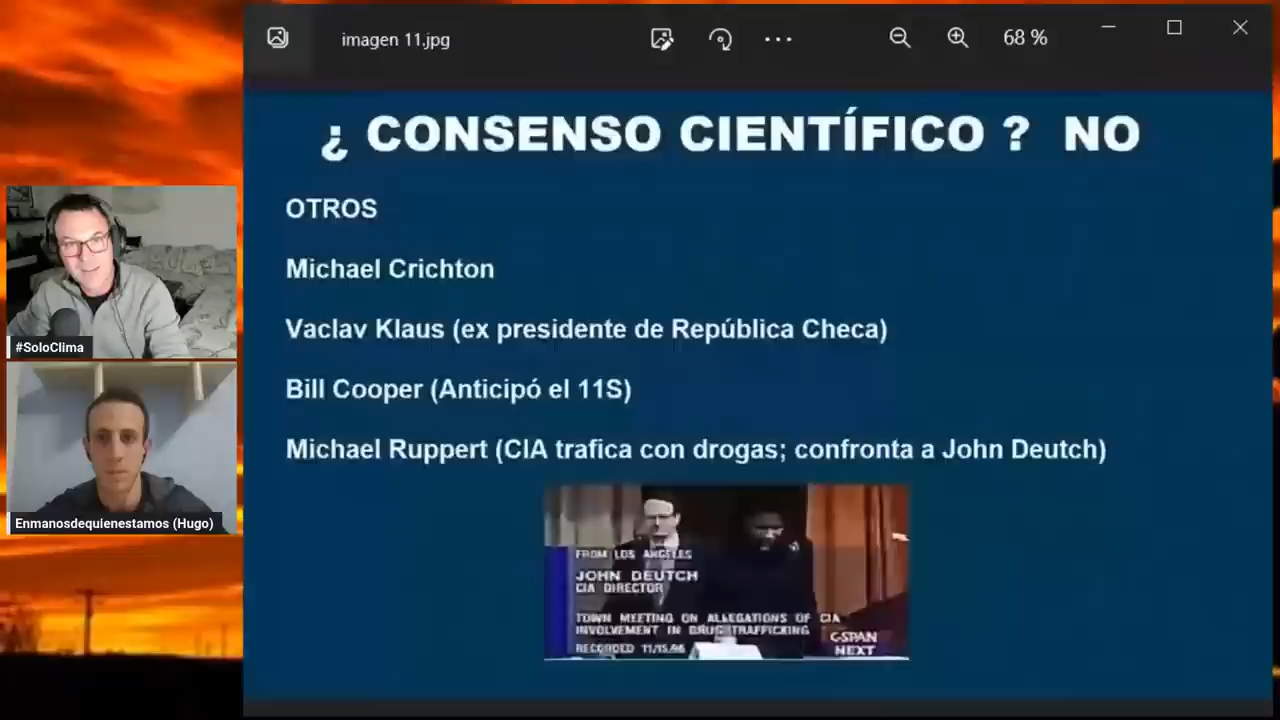 imagen 11.jpg
68 %
¿ CONSENSO CIENTÍFICO ? NO
OTROS
Michael Crichton
Vaclav Klaus (ex presidente de República Checa)
Bill Cooper (Anticipó el 11S)
Michael Ruppert (CIA trafica con drogas; confronta a John Deutch)
FROM LOS ANGELES
JOHN DEUTCH
CIA DIRECTOR
TOWN MEETING ON ALLEGATIONS OF CIA
INVOLVEMENT IN DRUG TRAFFICKING
RECORDED 11/15/96
C-SPAN
NEXT
#SoloClima
Enmanosdequienestamos (Hugo)